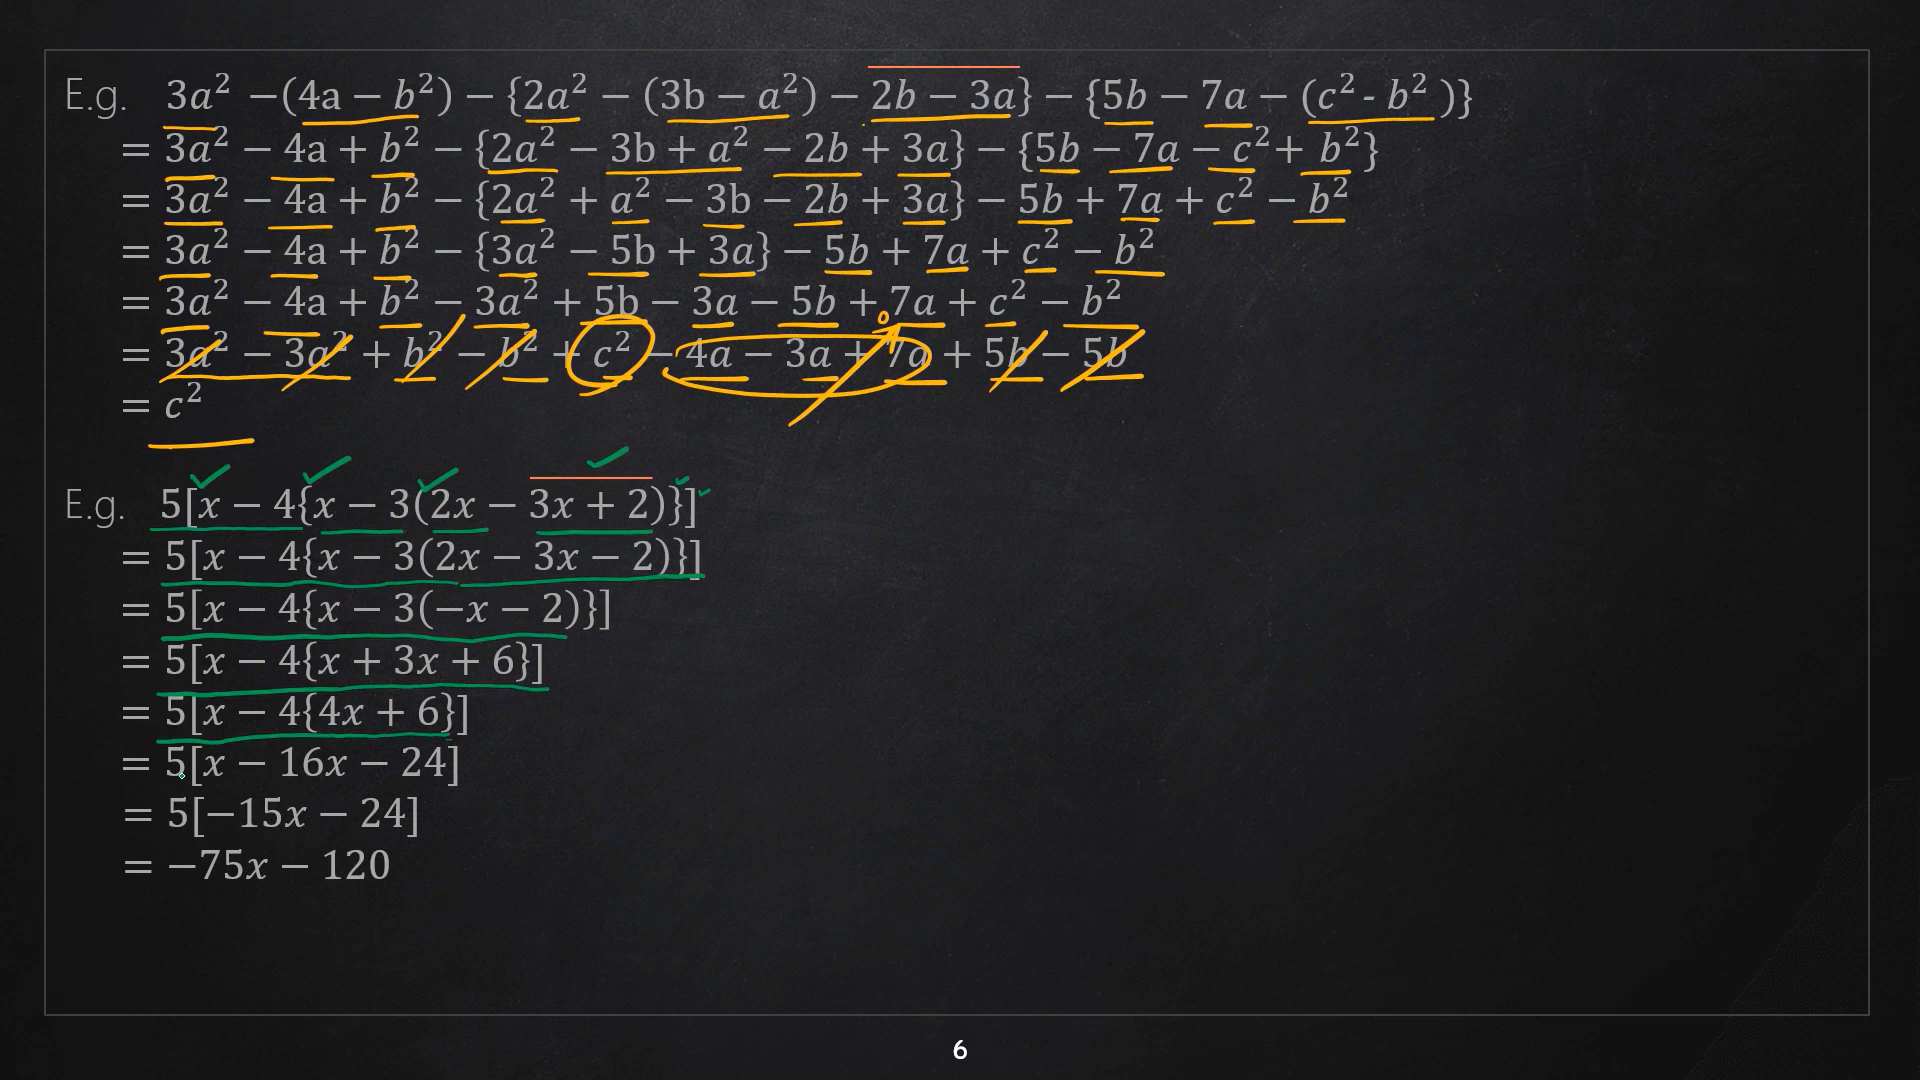 E.g. 3a² −(4a − b²) − {2a² − (3b − a²) − 2b − 3a} − {5b − 7a − (c² - b² )}
= 3a² − 4a + b² − {2a² − 3b + a² − 2b + 3a} − {5b − 7a − c²+ b²}
= 3a² − 4a + b² − {2a² + a² − 3b − 2b + 3a} − 5b + 7a + c² − b²
= 3a² − 4a + b² − {3a² − 5b + 3a} − 5b + 7a + c² − b²
= 3a² − 4a + b² − 3a² + 5b − 3a − 5b + 7a + c² − b²
= 3a² − 3a² + b² − b² + c² − 4a − 3a + 7a + 5b − 5b
= c²
E.g. 5[x − 4{x − 3(2x − 3x + 2)}]
= 5[x − 4{x − 3(2x − 3x − 2)}]
= 5[x − 4{x − 3(−x − 2)}]
= 5[x − 4{x + 3x + 6}]
= 5[x − 4{4x + 6}]
= 5[x − 16x − 24]
= 5[−15x − 24]
= −75x − 120
6